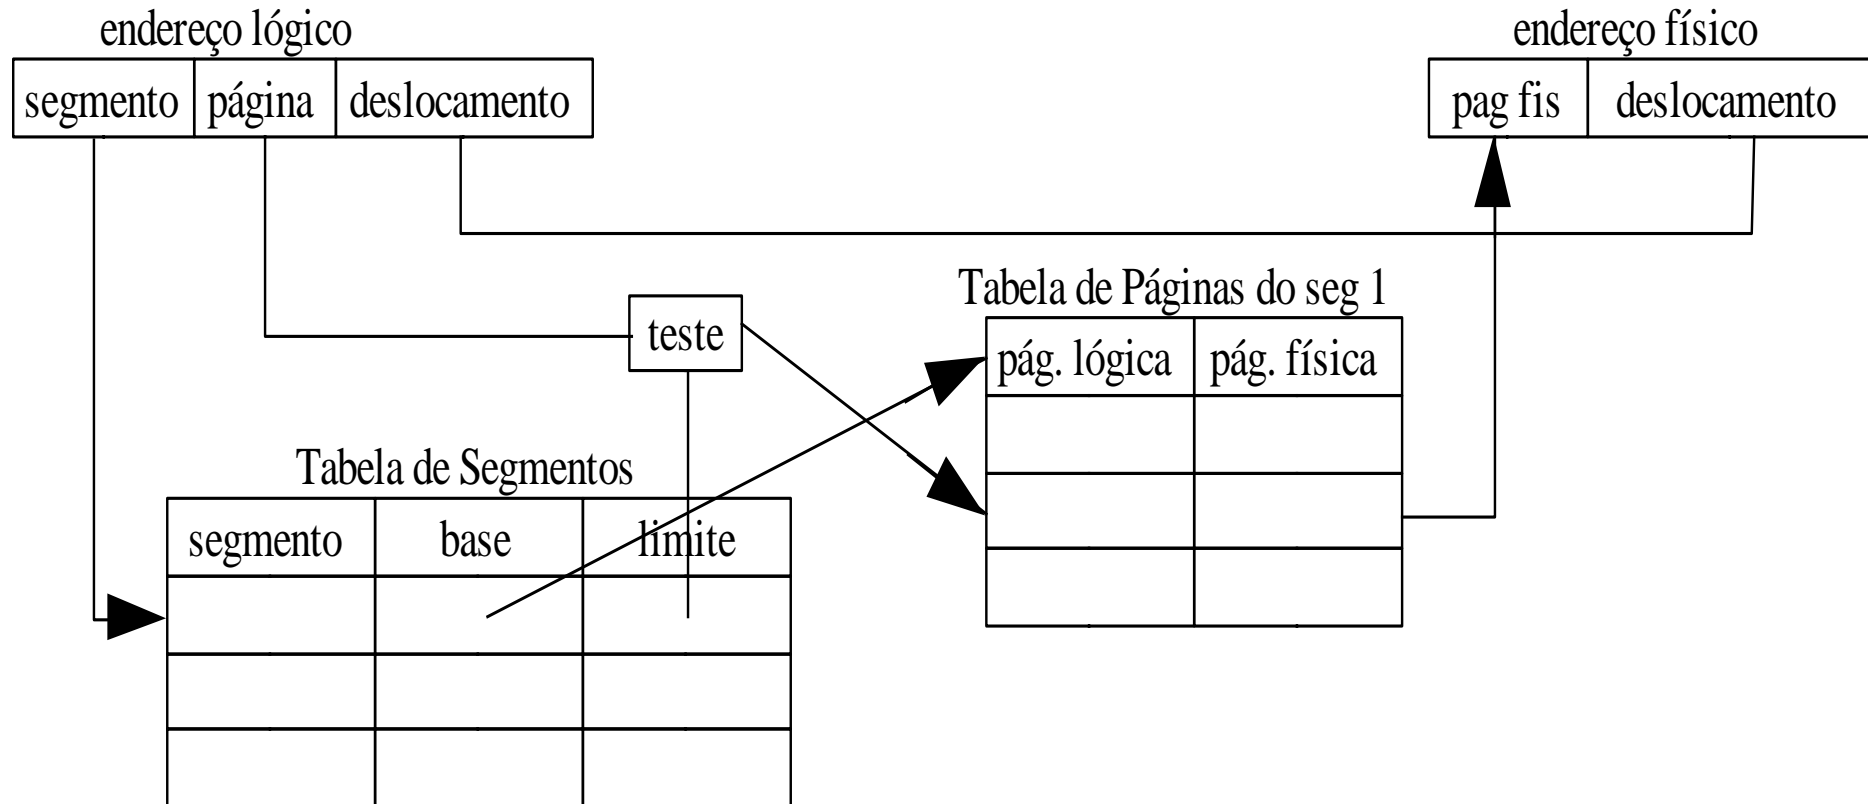 endereço lógico
endereço físico
segmento página deslocamento
pag fis deslocamento
Tabela de Páginas do seg 1
teste
pág. lógica pág. física
Tabela de Segmentos
segmento base limite